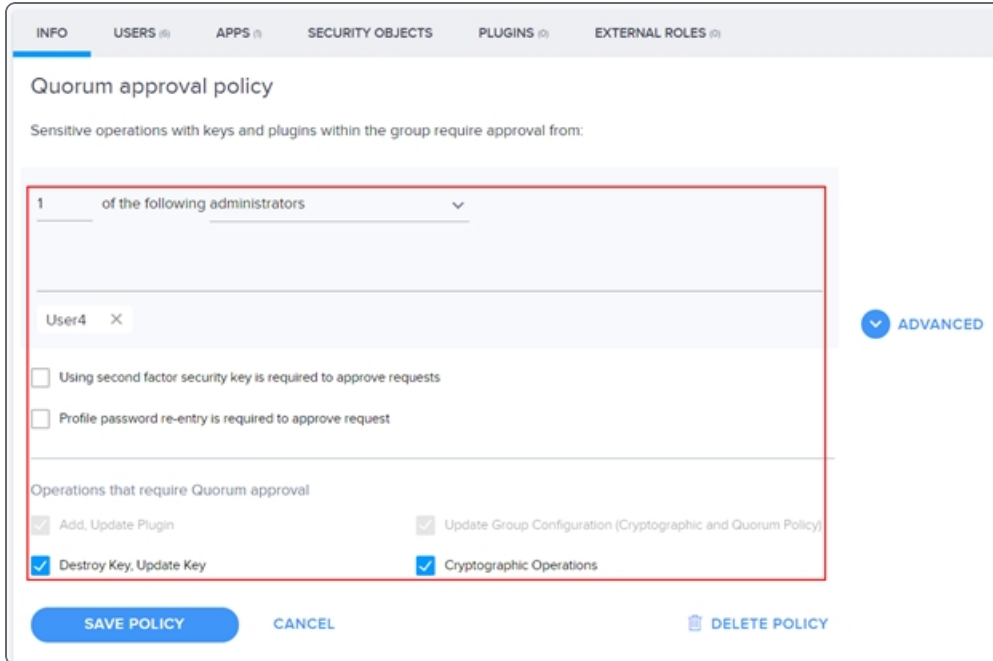 INFO USERS (6) APPS (1) SECURITY OBJECTS PLUGINS (0) EXTERNAL ROLES (0)
Quorum approval policy
Sensitive operations with keys and plugins within the group require approval from:
1 of the following administrators
User4 ×
ADVANCED
Using second factor security key is required to approve requests
Profile password re-entry is required to approve request
Operations that require Quorum approval
Add, Update Plugin Update Group Configuration (Cryptographic and Quorum Policy)
Destroy Key, Update Key Cryptographic Operations
SAVE POLICY CANCEL DELETE POLICY